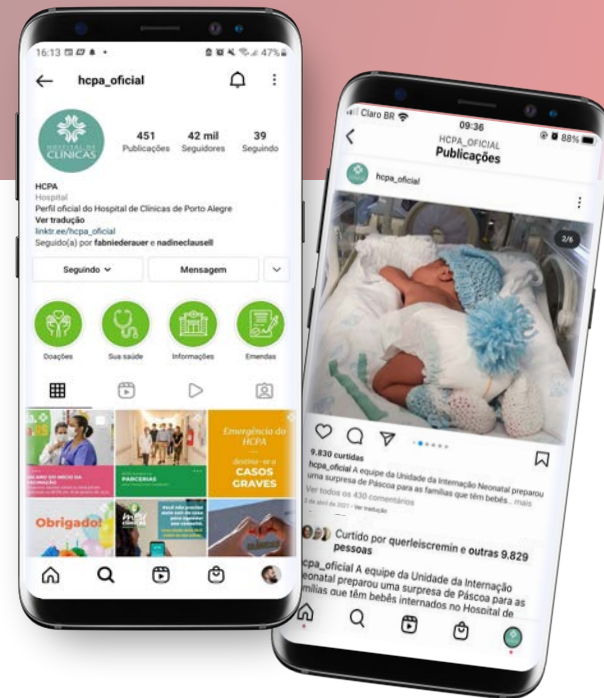 16:13
47%
hcpa_oficial
HOSPITAL DE
CLÍNICAS
451
Publicações
42 mil
Seguidores
39
Seguindo
HCPA
Hospital
Perfil oficial do Hospital de Clínicas de Porto Alegre
Ver tradução
linktr.ee/hcpa_oficial
Seguido(a) por fabniederauer e nadineclausell
Seguindo
Mensagem
Doações
Sua saúde
Informações
Emendas
PARCERIAS
Emergência do
HCPA
destina-se a
CASOS
GRAVES
Obrigado!
Claro BR
09:36
88%
HCPA_OFICIAL
Publicações
hcpa_oficial
2/6
9.830 curtidas
hcpa_oficial A equipe da Unidade da Internação Neonatal preparou
uma surpresa de Páscoa para as famílias que têm bebês... mais
Ver todos os 430 comentários
2 de abril de 2021 · Ver tradução
Curtido por querleiscremin e outras 9.829
pessoas
hcpa_oficial A equipe da Unidade da Internação
Neonatal preparou uma surpresa de Páscoa para as
famílias que têm bebês internados no Hospital de